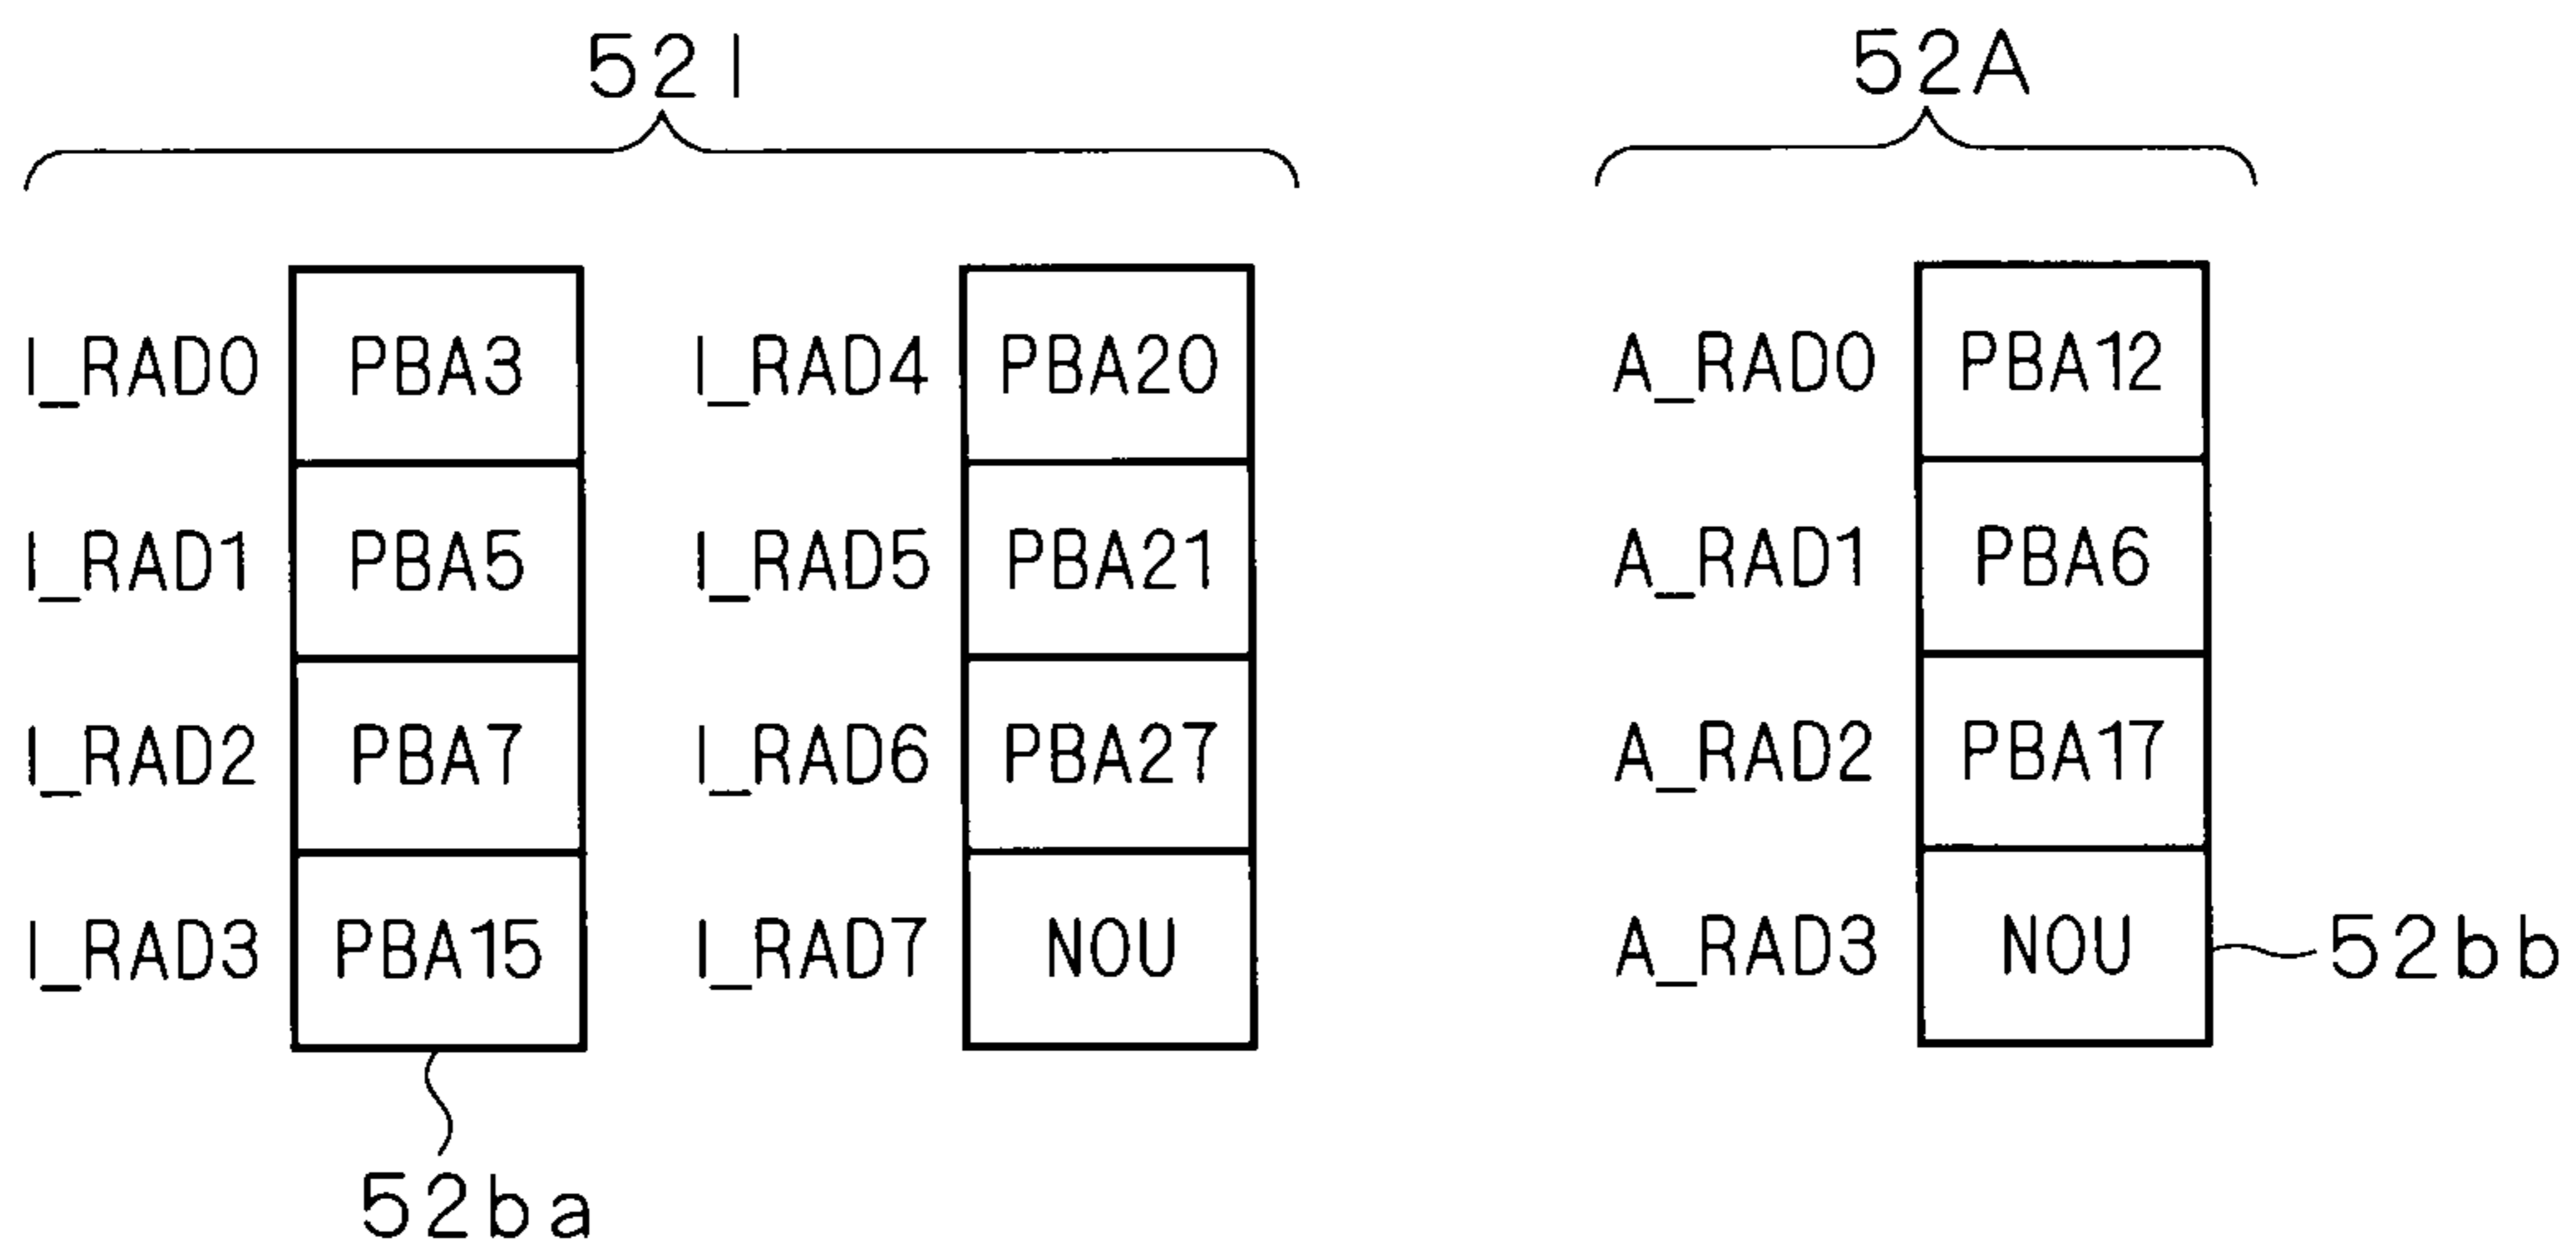 52I 52A
I_RAD0 PBA3 I_RAD4 PBA20 A_RAD0 PBA12
I_RAD1 PBA5 I_RAD5 PBA21 A_RAD1 PBA6
I_RAD2 PBA7 I_RAD6 PBA27 A_RAD2 PBA17
I_RAD3 PBA15 I_RAD7 NOU A_RAD3 NOU 52bb
52ba